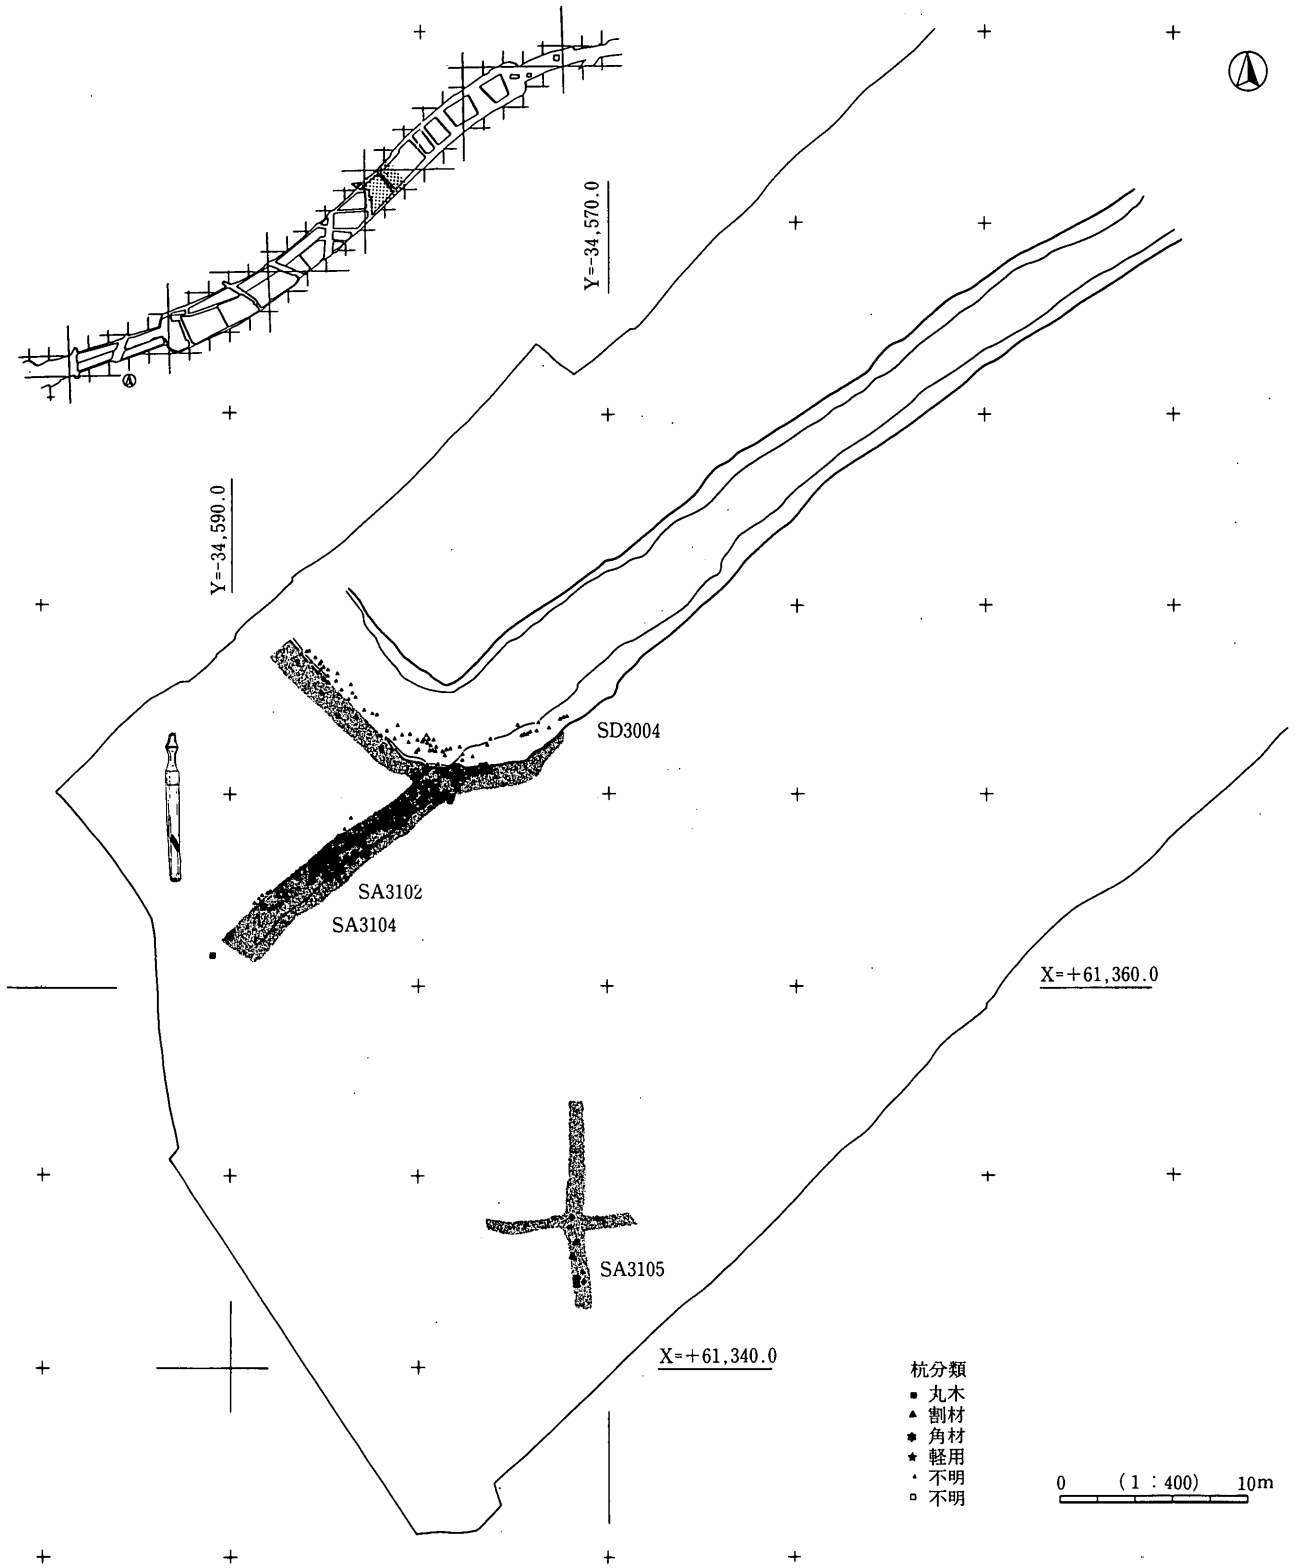 Y=-34,570.0
Y=-34,590.0
SD3004
SA3102
SA3104
X=+61,360.0
SA3105
X=+61,340.0
杭分類
■ 丸木
▲ 割材
角材
★ 軽用
▲ 不明
□ 不明
0 (1:400) 10m